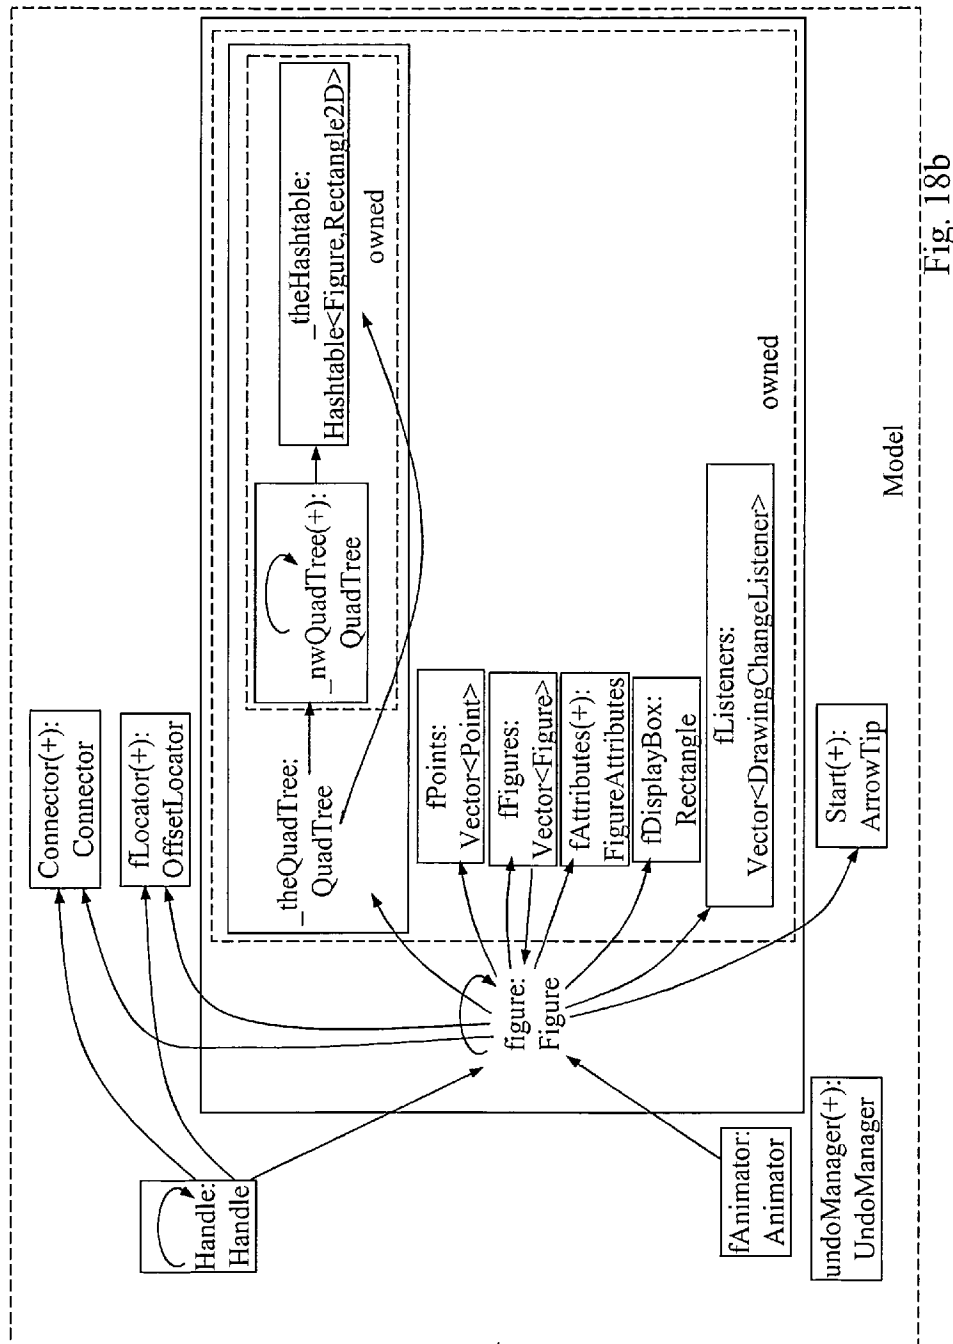 Handle:
Handle
Connector(+):
Connector
fLocator(+):
OffsetLocator
figure:
Figure
_theQuadTree:
QuadTree
_nwQuadTree(+):
QuadTree
_theHashtable:
Hashtable<Figure,Rectangle2D>
owned
fPoints:
Vector<Point>
fFigures:
Vector<Figure>
fAttributes(+):
FigureAttributes
fDisplayBox:
Rectangle
fListeners:
Vector<DrawingChangeListener>
owned
fAnimator:
Animator
undoManager(+):
UndoManager
Start(+):
ArrowTip
Model
Fig. 18b